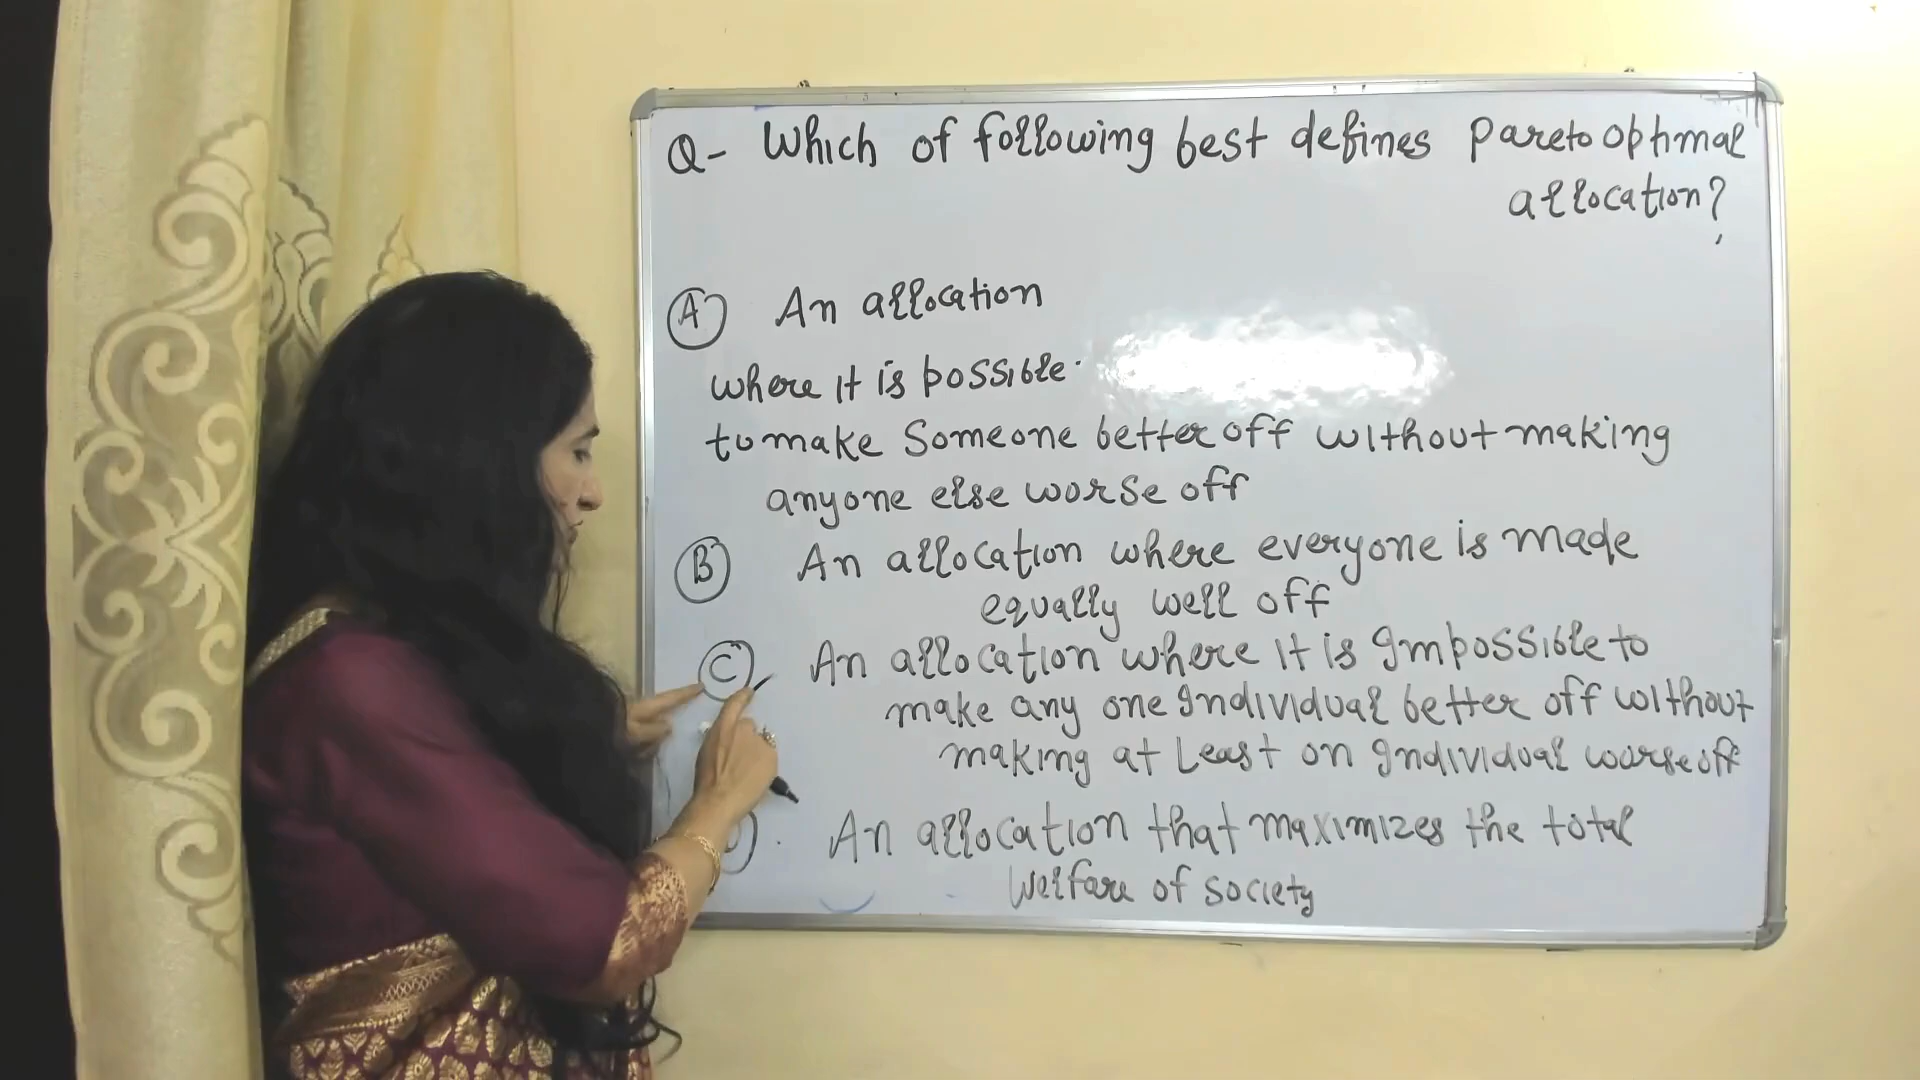 Q- Which of following best defines Pareto optimal
allocation?
A An allocation
where it is possible.
to make Someone better off without making
anyone else worse off
B An allocation where everyone is made
equally well off
C An allocation where it is Impossible to
make any one Individual better off without
making at Least on Individual worse off
D. An allocation that maximizes the total
Welfare of society